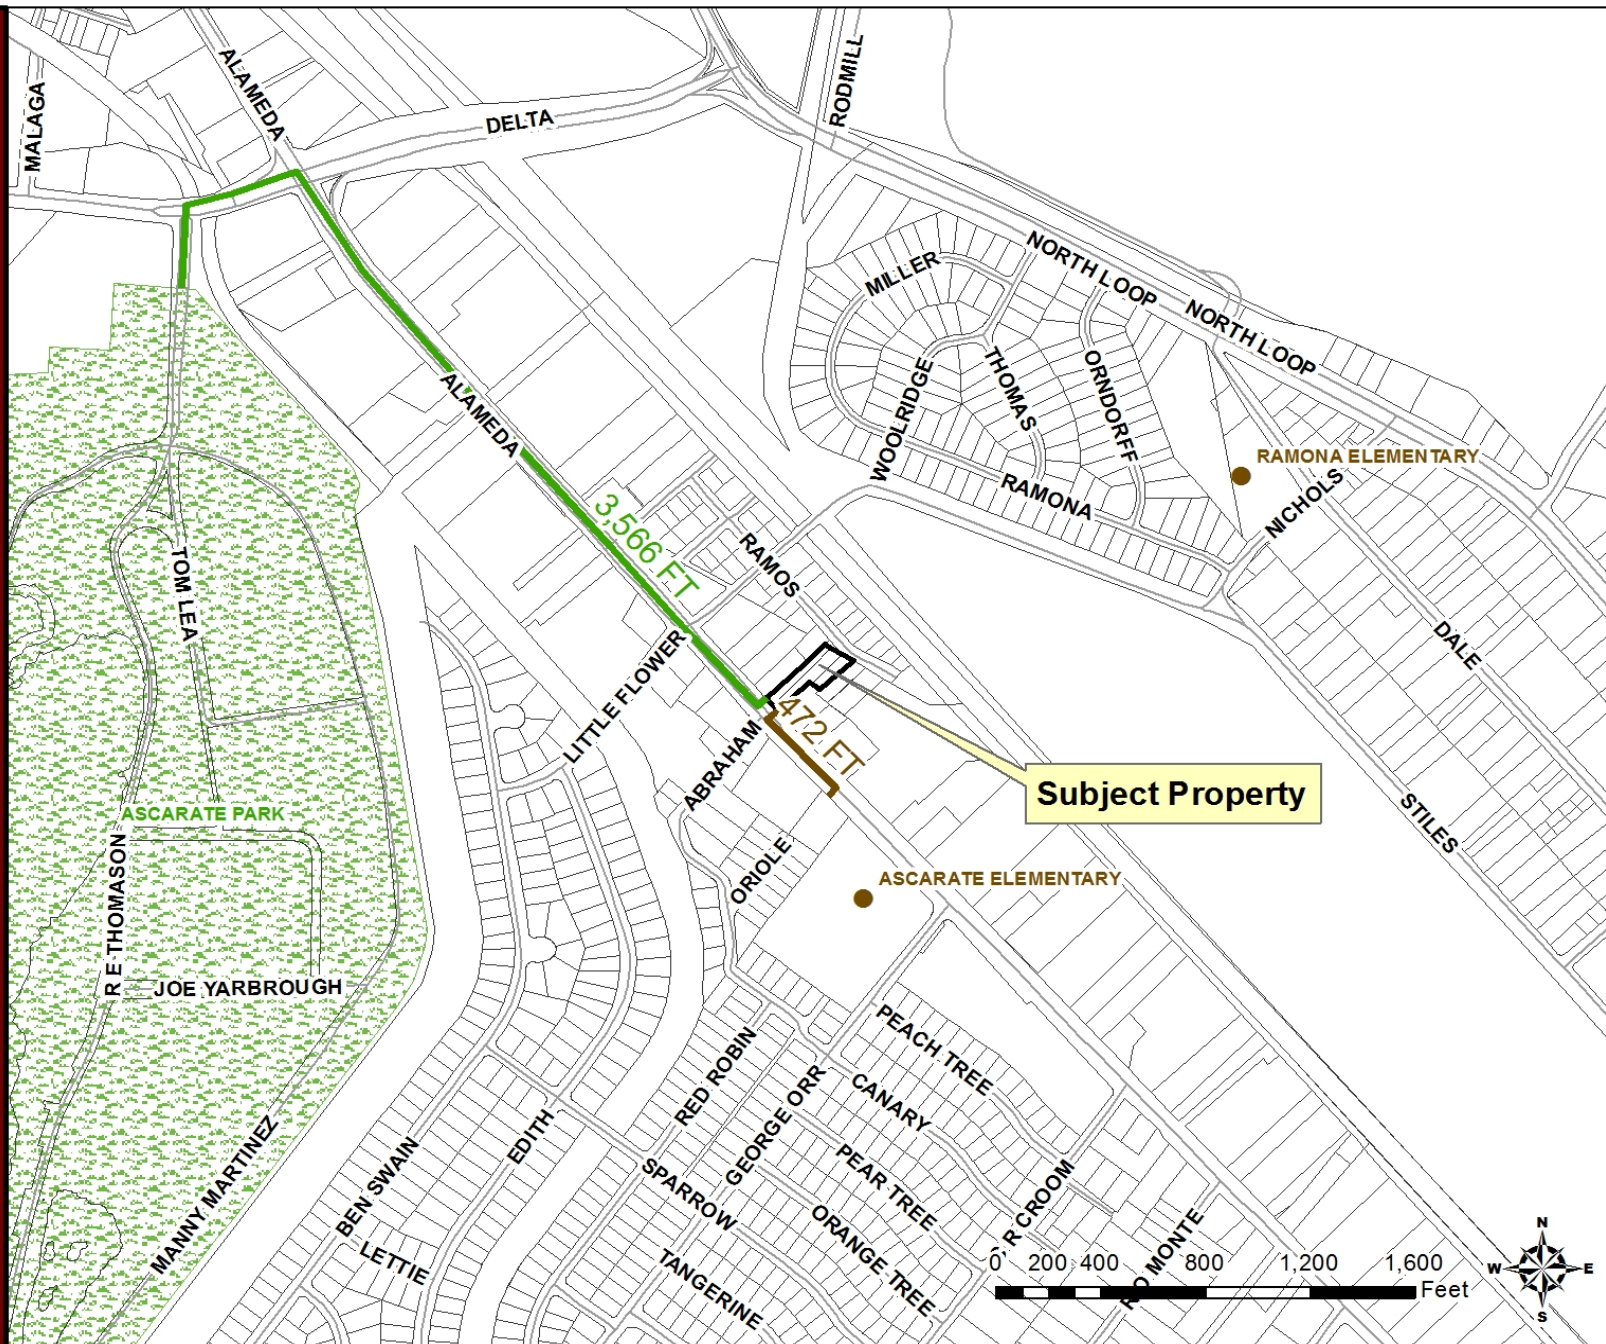 ALAMEDA
RODMILL
MALAGA
DELTA
NORTH LOOP
NORTH LOOP
MILLER
THOMAS
ORNDORFF
WOOLRIDGE
ALAMEDA
RAMONA ELEMENTARY
RAMONA
NICHOLS
3,566 FT
RAMOS
TOM LEA
DALE
LITTLE FLOWER
472 FT
ABRAHAM
Subject Property
ASCARATE PARK
STILES
ORIOLE
ASCARATE ELEMENTARY
R E THOMASON
JOE YARBROUGH
PEACH TREE
RED ROBIN
CANARY
GEORGE ORR
EDITH
PEAR TREE
MANNY MARTINEZ
BEN SWAIN
SPARROW
R CROOM
ORANGE TREE
MONTE
LETTIE
TANGERINE
0 200 400 800 1,200 1,600
Feet
N
W E
S